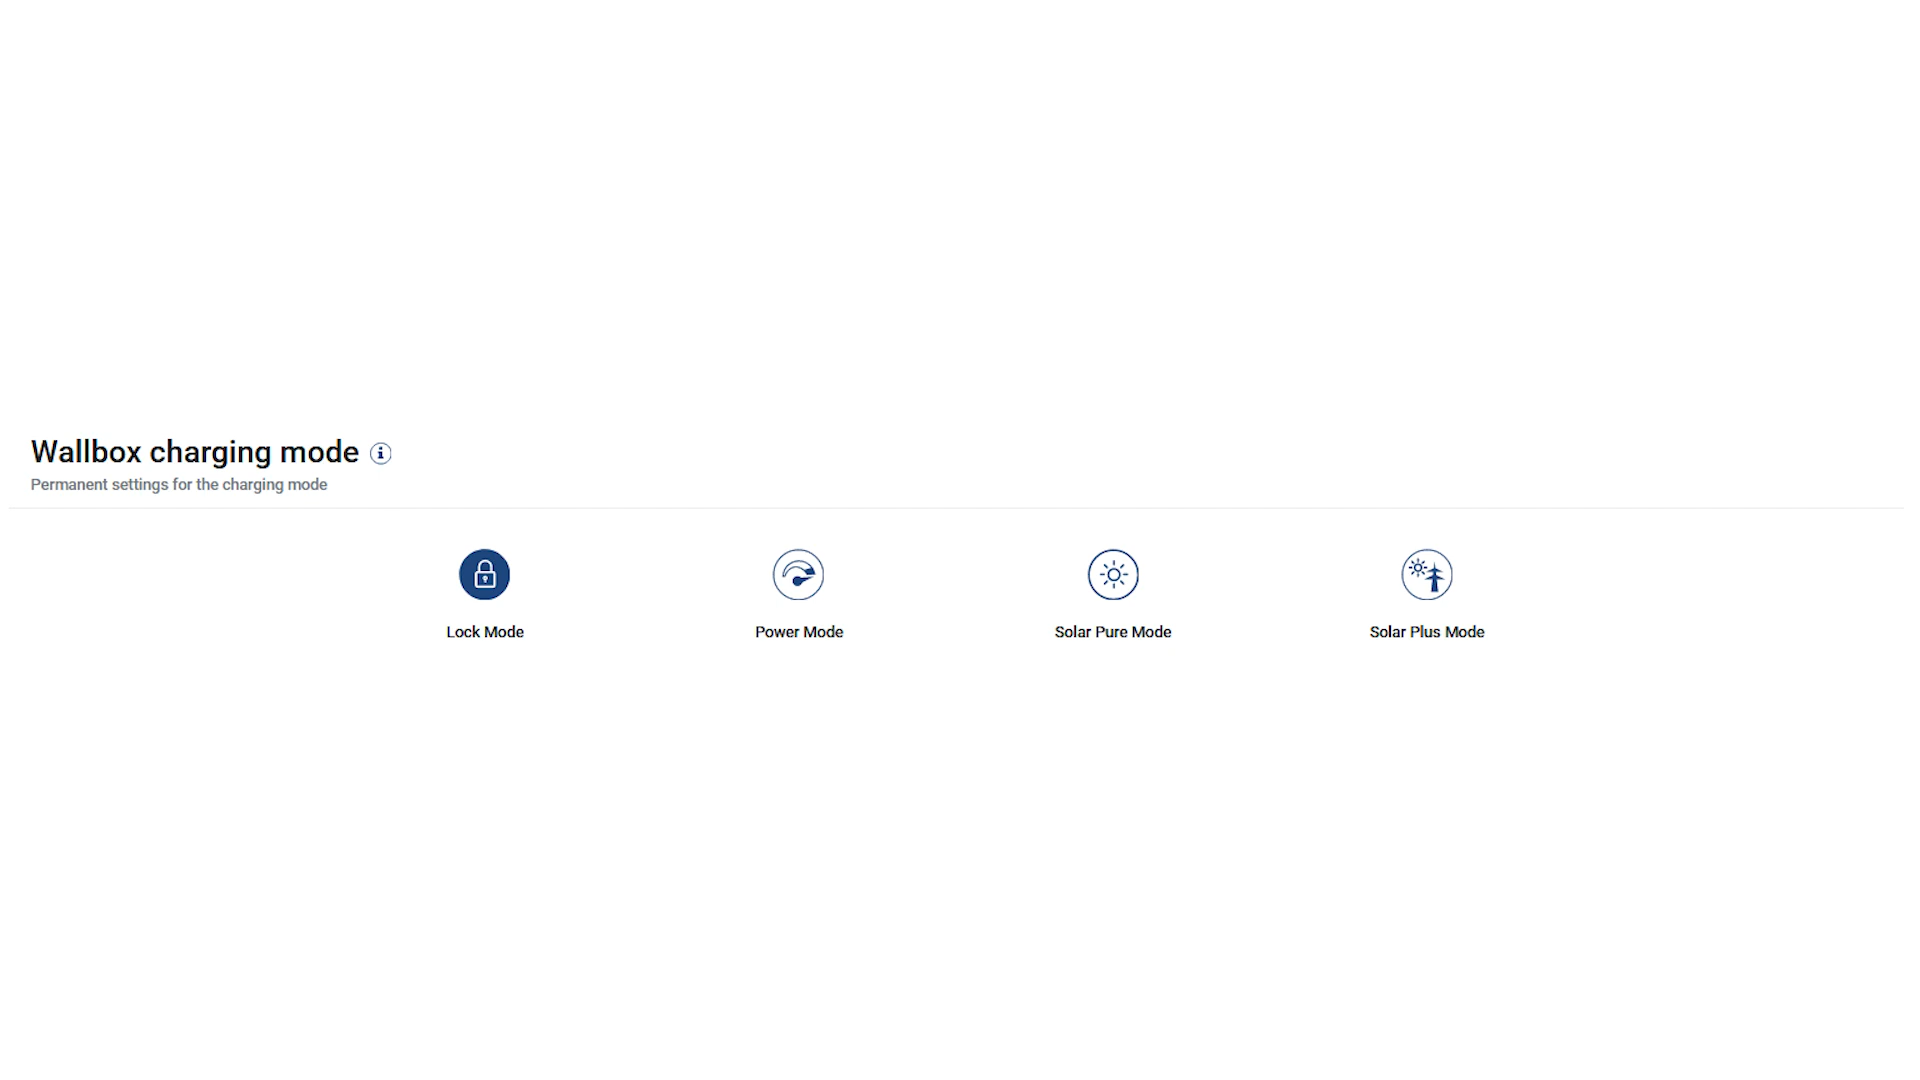 Wallbox charging mode
Permanent settings for the charging mode
Lock Mode
Power Mode
Solar Pure Mode
Solar Plus Mode